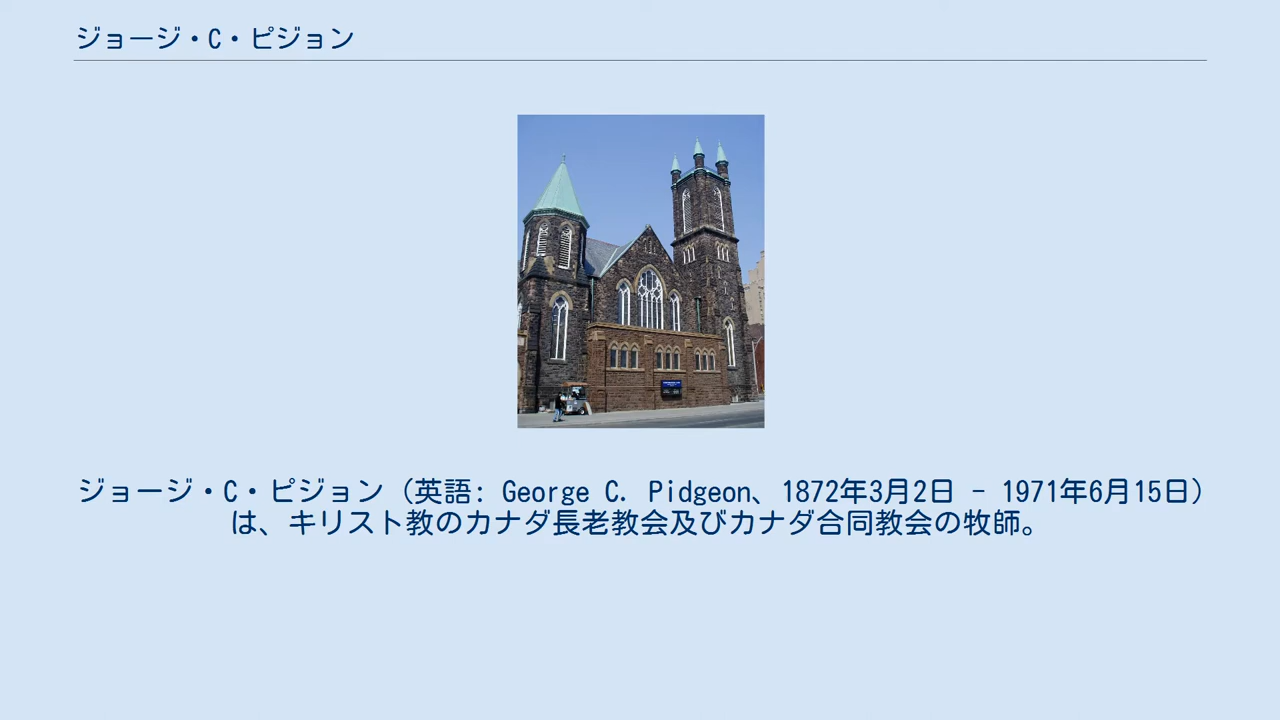 ジョージ・C・ピジョン
ジョージ・C・ピジョン（英語: George C. Pidgeon、1872年3月2日 - 1971年6月15日）
は、キリスト教のカナダ長老教会及びカナダ合同教会の牧師。